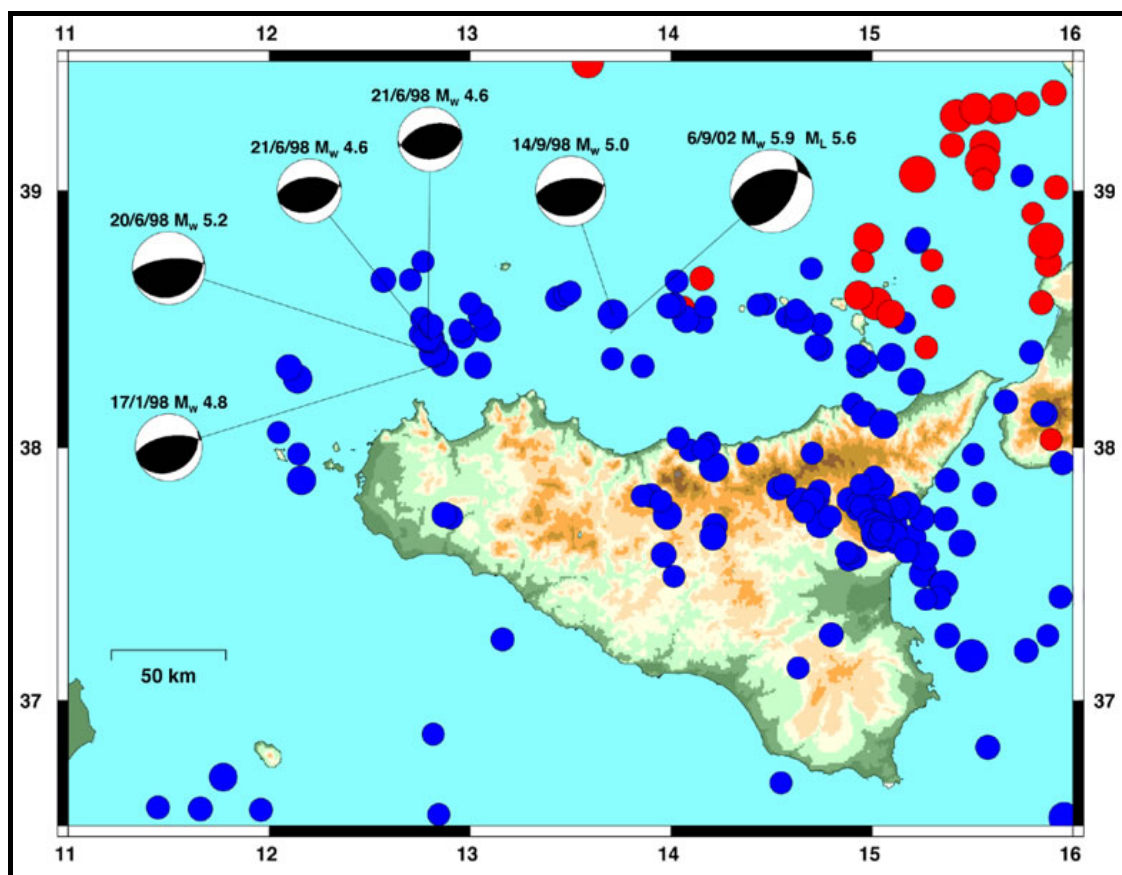 11 12 13 14 15 16
21/6/98 Mw 4.6
21/6/98 Mw 4.6
14/9/98 Mw 5.0
6/9/02 Mw 5.9 ML 5.6
39 39
20/6/98 Mw 5.2
17/1/98 Mw 4.8
38 38
50 km
37 37
11 12 13 14 15 16